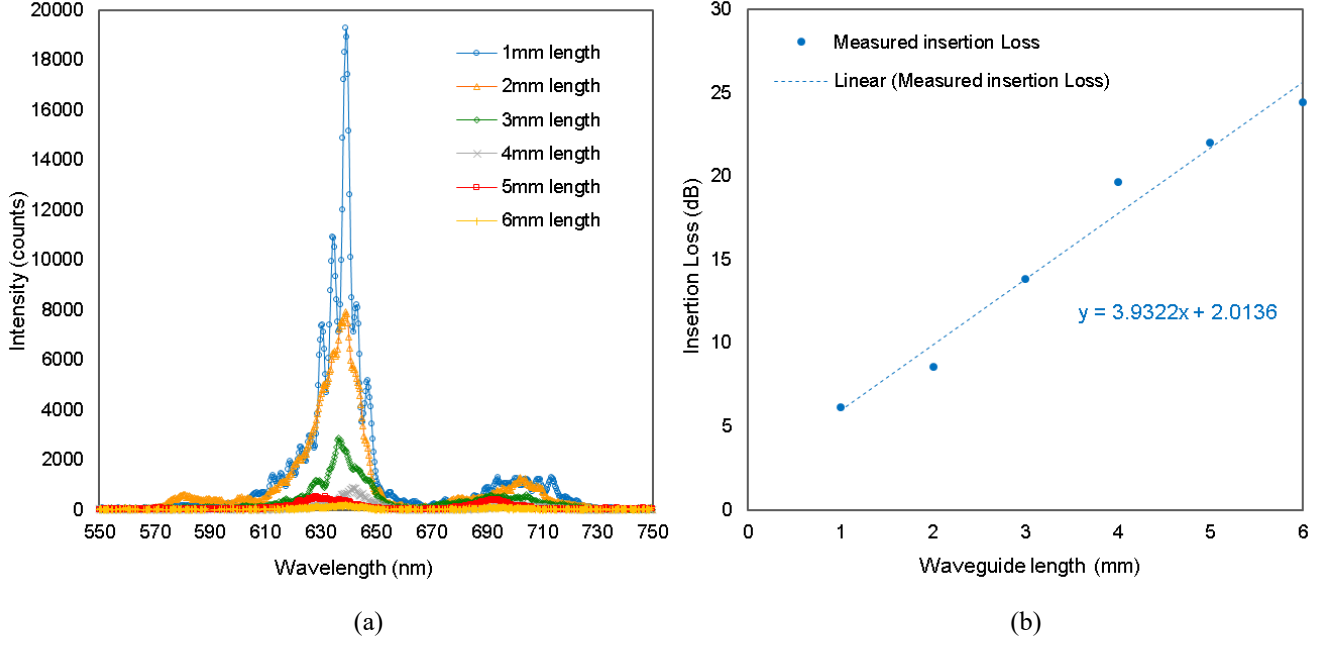 20000
18000
16000
14000
12000
10000
8000
6000
4000
2000
0
Intensity (counts)
1mm length
2mm length
3mm length
4mm length
5mm length
6mm length
550 570 590 610 630 650 670 690 710 730 750
Wavelength (nm)
(a)
30
25
20
15
10
5
0
Insertion Loss (dB)
Measured insertion Loss
Linear (Measured insertion Loss)
y = 3.9322x + 2.0136
0 1 2 3 4 5 6
Waveguide length (mm)
(b)